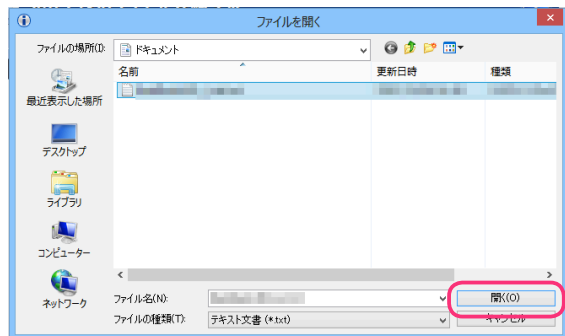 ファイルを開く
ファイルの場所(I):
ドキュメント
名前
更新日時
種類
最近表示した場所
デスクトップ
ライブラリ
コンピューター
ネットワーク
ファイル名(N):
開く(O)
ファイルの種類(T):
テキスト文書 (*.txt)
キャンセル